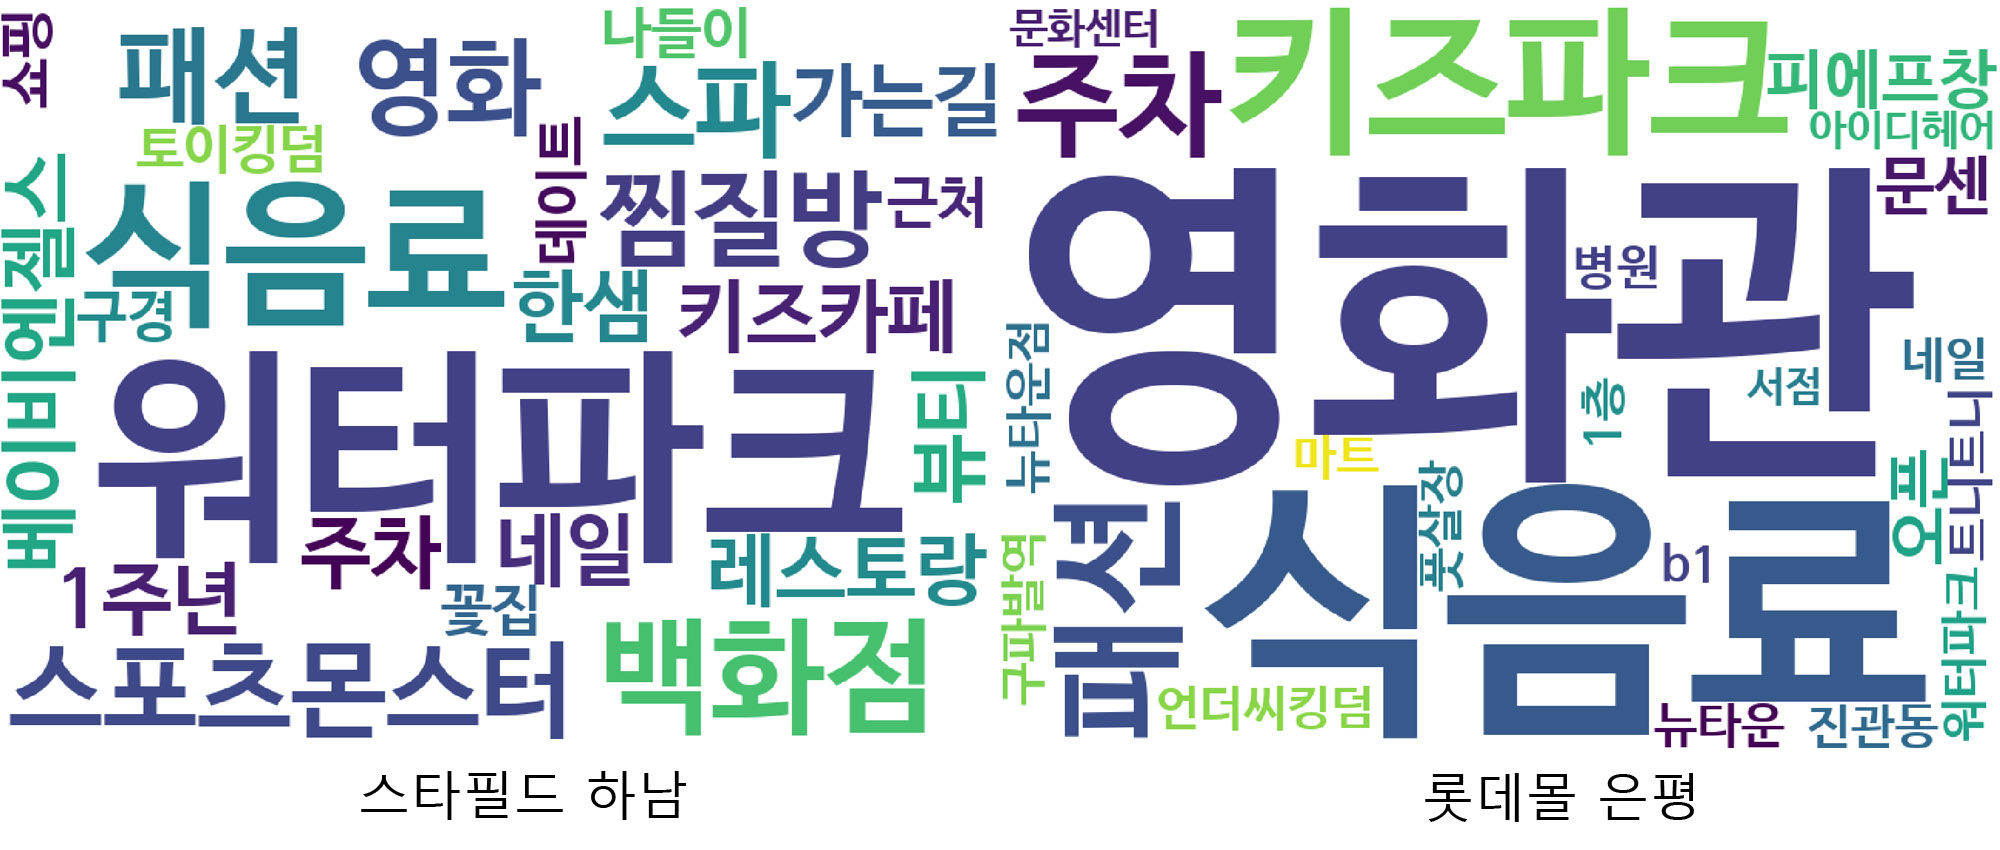 쇼핑
패션
영화
나들이
토이킹덤
스파
가는길
데이트
베이비엔젤스
식음료
찜질방
근처
구경
한샘
키즈카페
워터파크
뷰티
1주년
주차
네일
레스토랑
꽃집
스포츠몬스터
백화점
스타필드 하남
문화센터
주차
키즈파크
피에프창
아이디헤어
문센
영화관
병원
뉴타운점
1층
서점
네일
트니트니
마트
오픈
풋살장
패션
식음료
b1
구파발역
언더씨킹덤
뉴타운
진관동
워터파크
롯데몰 은평